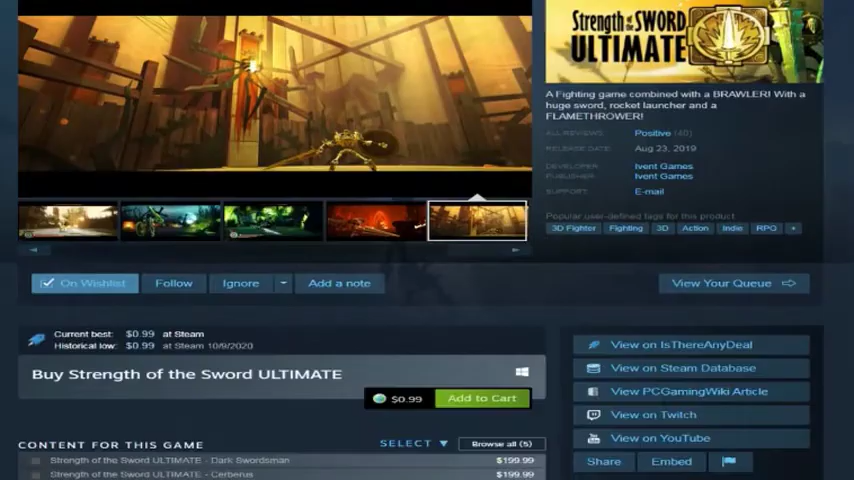 Strength of the SWORD
ULTIMATE
A Fighting game combined with a BRAWLER! With a
huge sword, rocket launcher and a
FLAMETHROWER!
ALL REVIEWS: Positive (40)
RELEASE DATE: Aug 23, 2019
DEVELOPER: Ivent Games
PUBLISHER: Ivent Games
SUPPORT: E-mail
Popular user-defined tags for this product
3D Fighter Fighting 3D Action Indie RPG +
On Wishlist Follow Ignore Add a note View Your Queue
Current best: $0.99 at Steam
Historical low: $0.99 at Steam 10/9/2020
Buy Strength of the Sword ULTIMATE
$0.99 Add to Cart
CONTENT FOR THIS GAME SELECT Browse all (5)
Strength of the Sword ULTIMATE - Dark Swordsman $199.99
Strength of the Sword ULTIMATE - Cerberus $199.99
View on IsThereAnyDeal
View on Steam Database
View PCGamingWiki Article
View on Twitch
View on YouTube
Share Embed